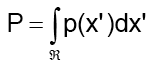 P = ∫ p(x')dx'
ℜ